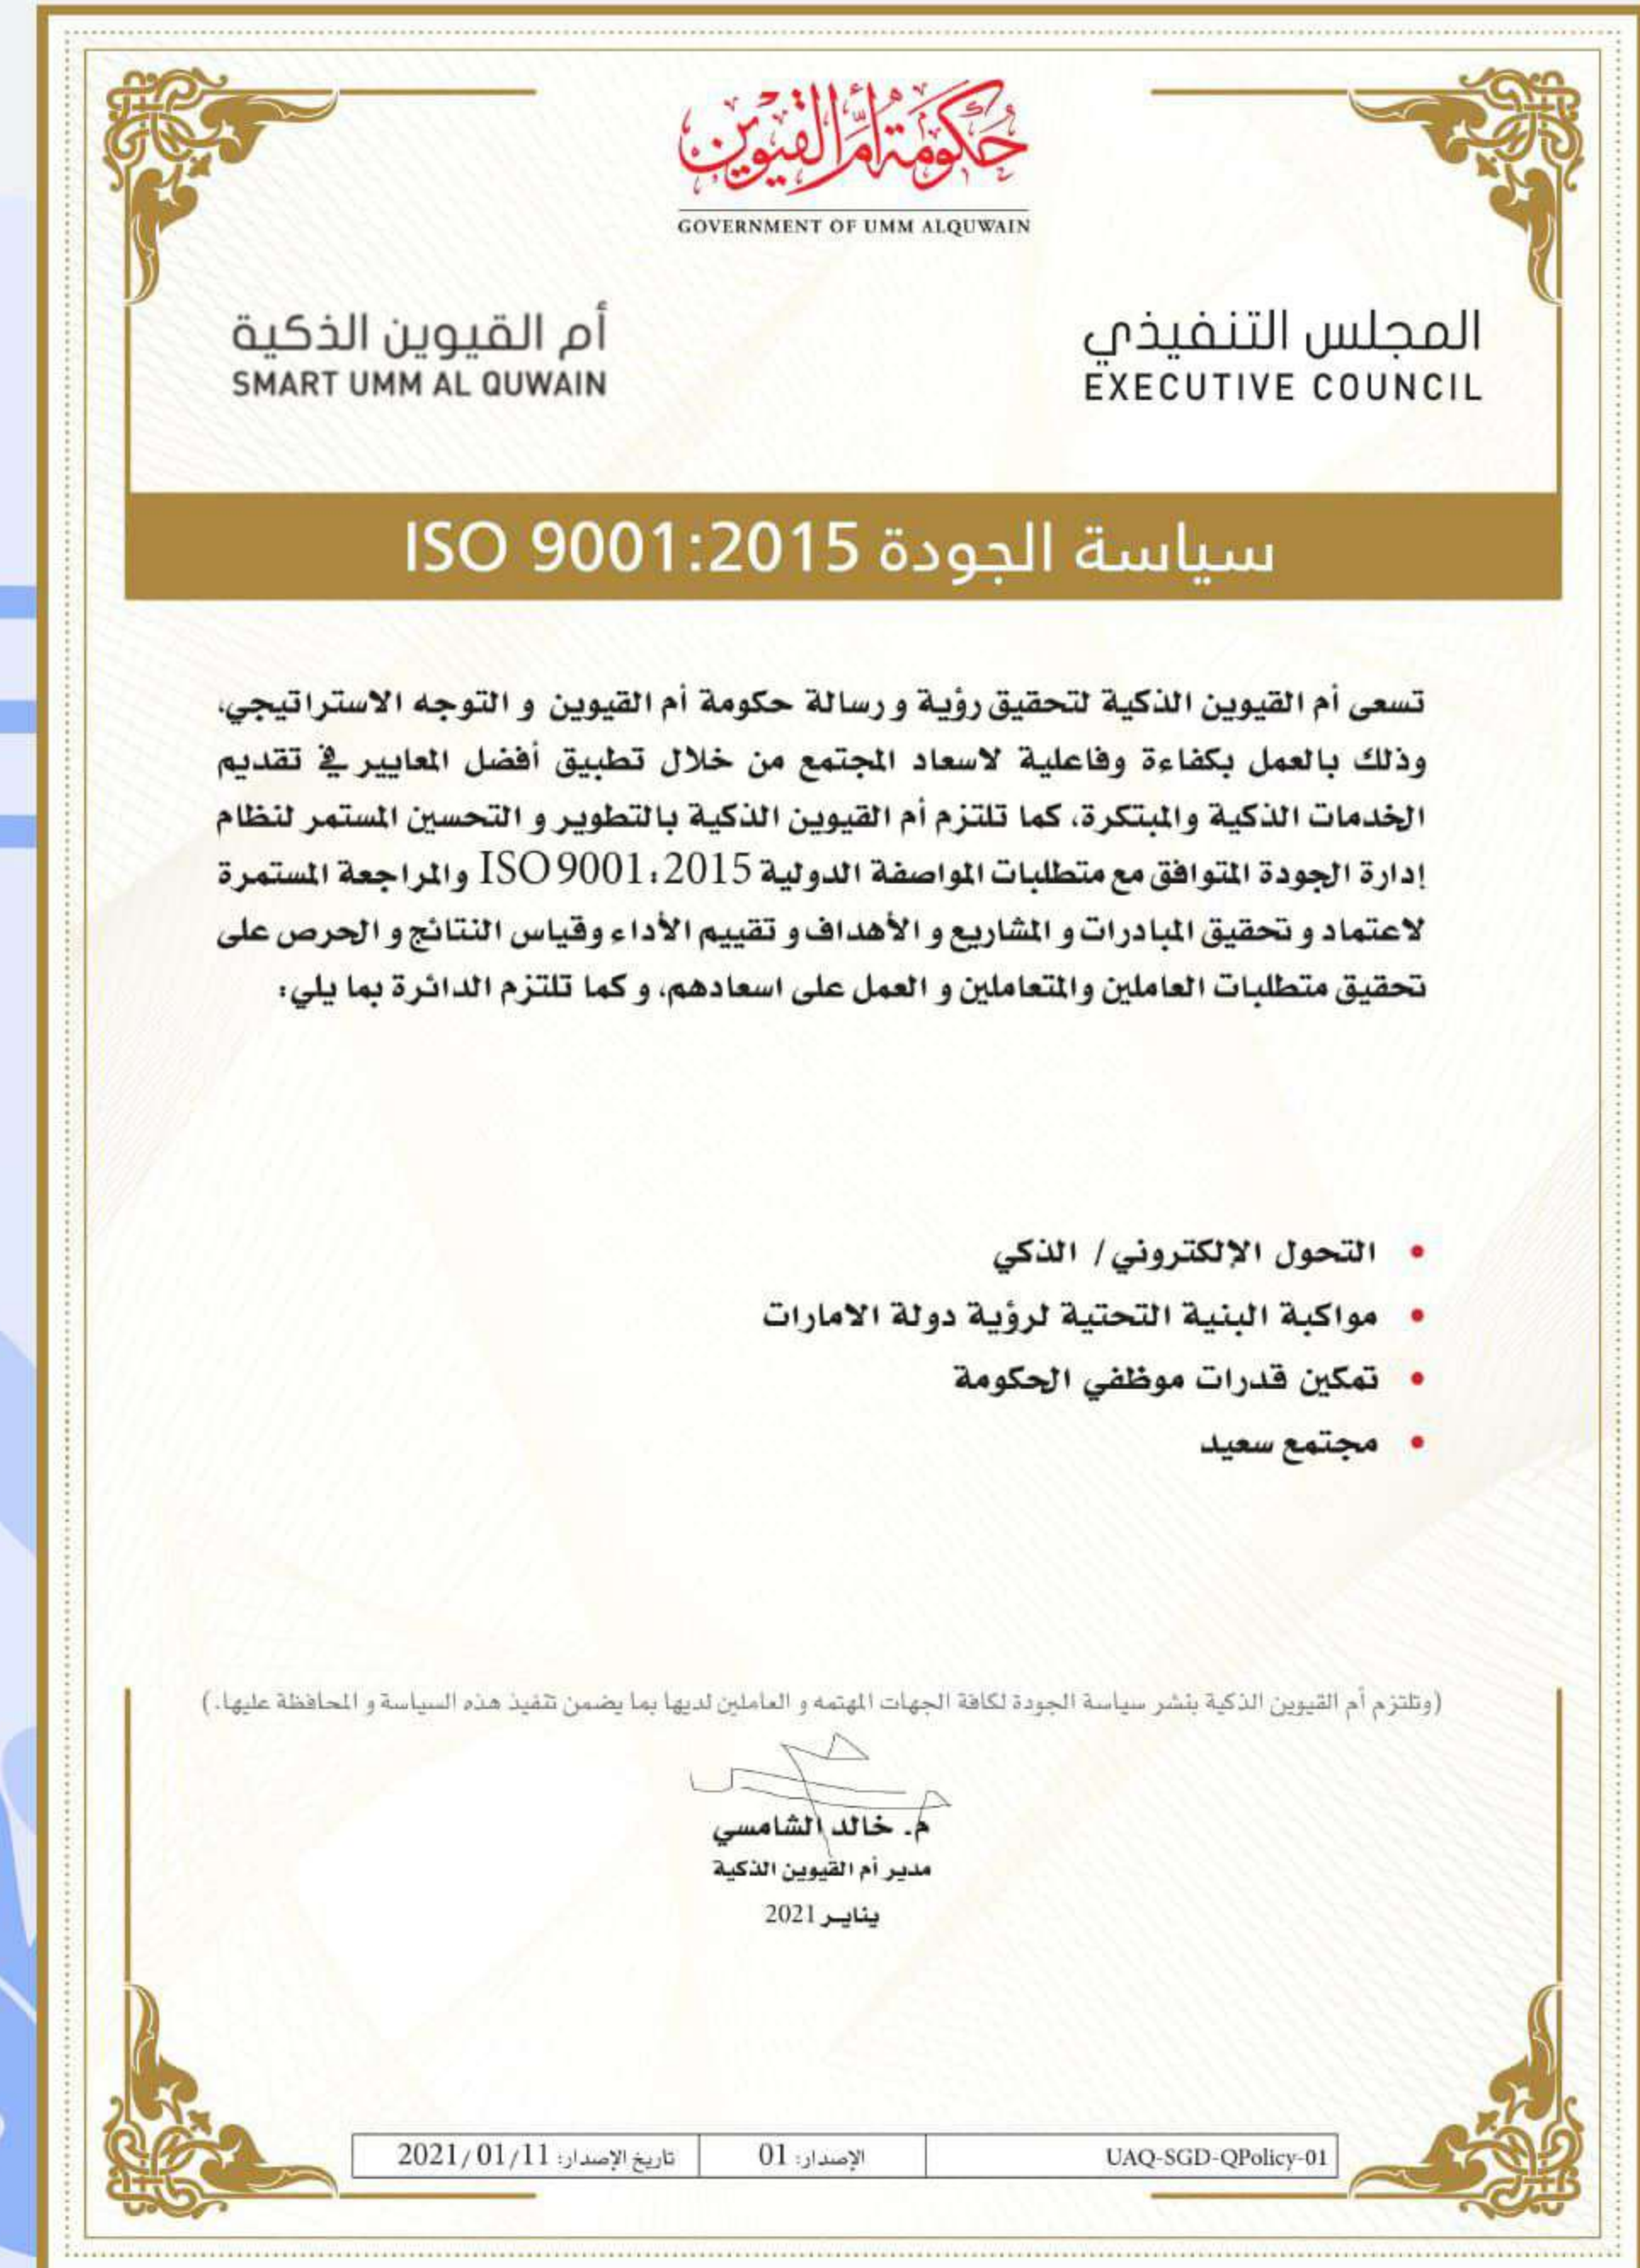 حكومة أم القيوين
GOVERNMENT OF UMM ALQUWAIN
المجلس التنفيذي
EXECUTIVE COUNCIL
أم القيوين الذكية
SMART UMM AL QUWAIN
سياسة الجودة ISO 9001:2015
تسعى أم القيوين الذكية لتحقيق رؤية و رسالة حكومة أم القيوين و التوجه الاستراتيجي،
وذلك بالعمل بكفاءة وفاعلية لاسعاد المجتمع من خلال تطبيق أفضل المعايير في تقديم
الخدمات الذكية والمبتكرة، كما تلتزم أم القيوين الذكية بالتطوير و التحسين المستمر لنظام
إدارة الجودة المتوافق مع متطلبات المواصفة الدولية ISO 9001:2015 والمراجعة المستمرة
لاعتماد و تحقيق المبادرات و المشاريع و الأهداف و تقييم الأداء وقياس النتائج و الحرص على
تحقيق متطلبات العاملين والمتعاملين و العمل على اسعادهم، و كما تلتزم الدائرة بما يلي:
• التحول الإلكتروني/ الذكي
• مواكبة البنية التحتية لرؤية دولة الامارات
• تمكين قدرات موظفي الحكومة
• مجتمع سعيد
(وتلتزم أم القيوين الذكية بنشر سياسة الجودة لكافة الجهات المهتمه و العاملين لديها بما يضمن تنفيذ هذه السياسة و المحافظة عليها.)
م. خالد الشامسي
مدير أم القيوين الذكية
يناير 2021
UAQ-SGD-QPolicy-01
الإصدار: 01
تاريخ الإصدار: 2021/01/11